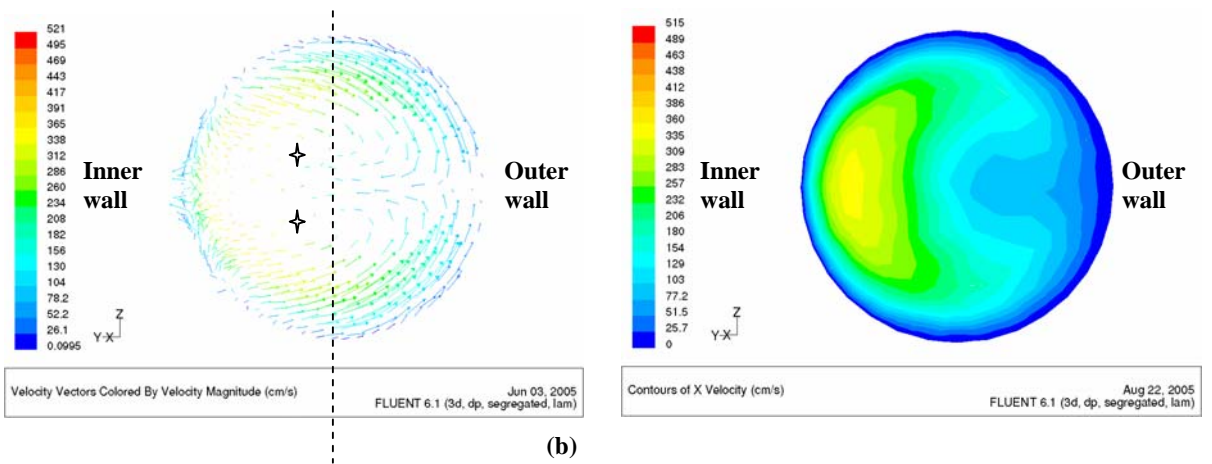 521
495
469
443
417
391
365
338
312
286
260
234
208
182
156
130
104
78.2
52.2
26.1
0.0995
Inner
wall
Outer
wall
Z
Y-X
Velocity Vectors Colored By Velocity Magnitude (cm/s)
Jun 03, 2005
FLUENT 6.1 (3d, dp, segregated, lam)
515
489
463
438
412
386
360
335
309
283
257
232
206
180
154
129
103
77.2
51.5
25.7
0
Inner
wall
Outer
wall
Z
Y-X
Contours of X Velocity (cm/s)
Aug 22, 2005
FLUENT 6.1 (3d, dp, segregated, lam)
(b)